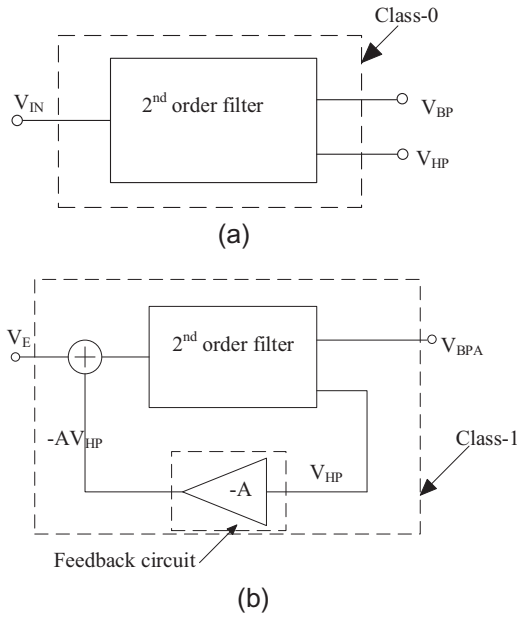 Class-0
V_IN
2^nd order filter
V_BP
V_HP
(a)
V_E
2^nd order filter
V_BPA
-AV_HP
-A
V_HP
Class-1
Feedback circuit
(b)